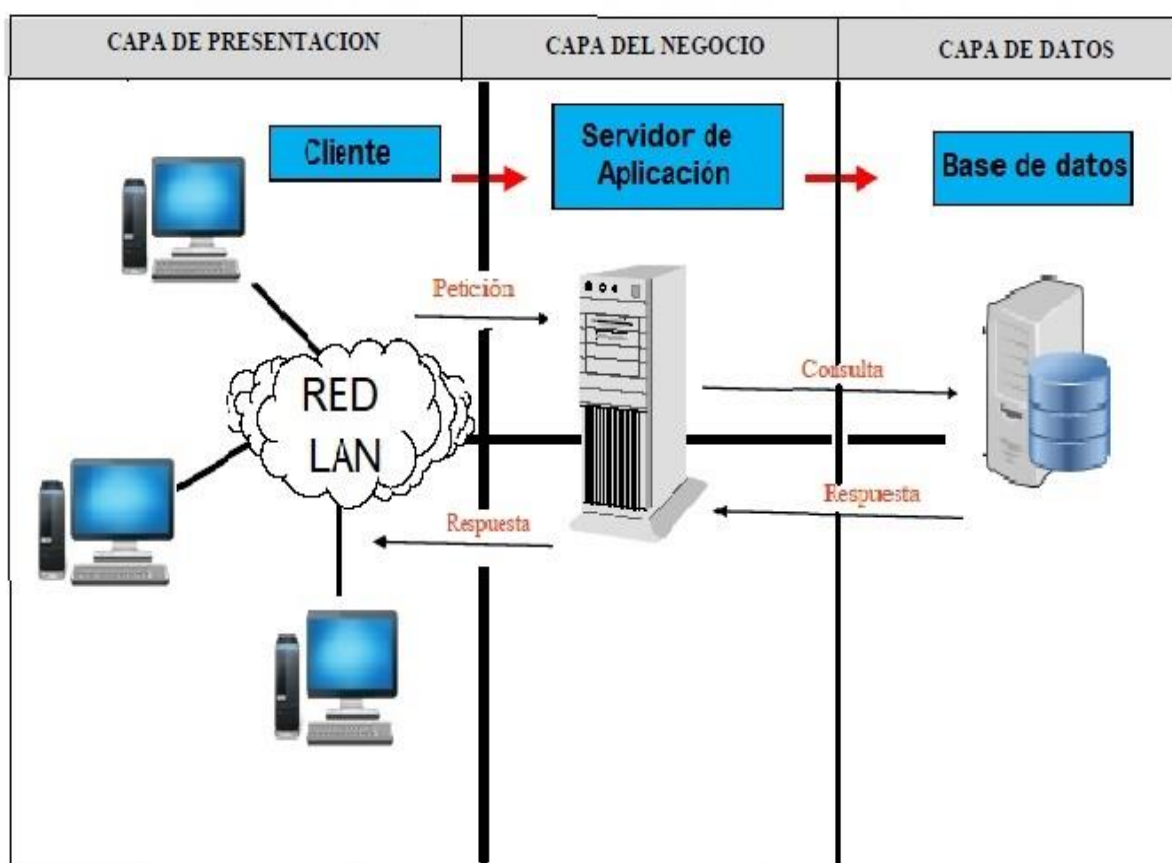 CAPA DE PRESENTACION
CAPA DEL NEGOCIO
CAPA DE DATOS
Cliente
Servidor de
Aplicación
Base de datos
Petición
RED
LAN
Consulta
Respuesta
Respuesta